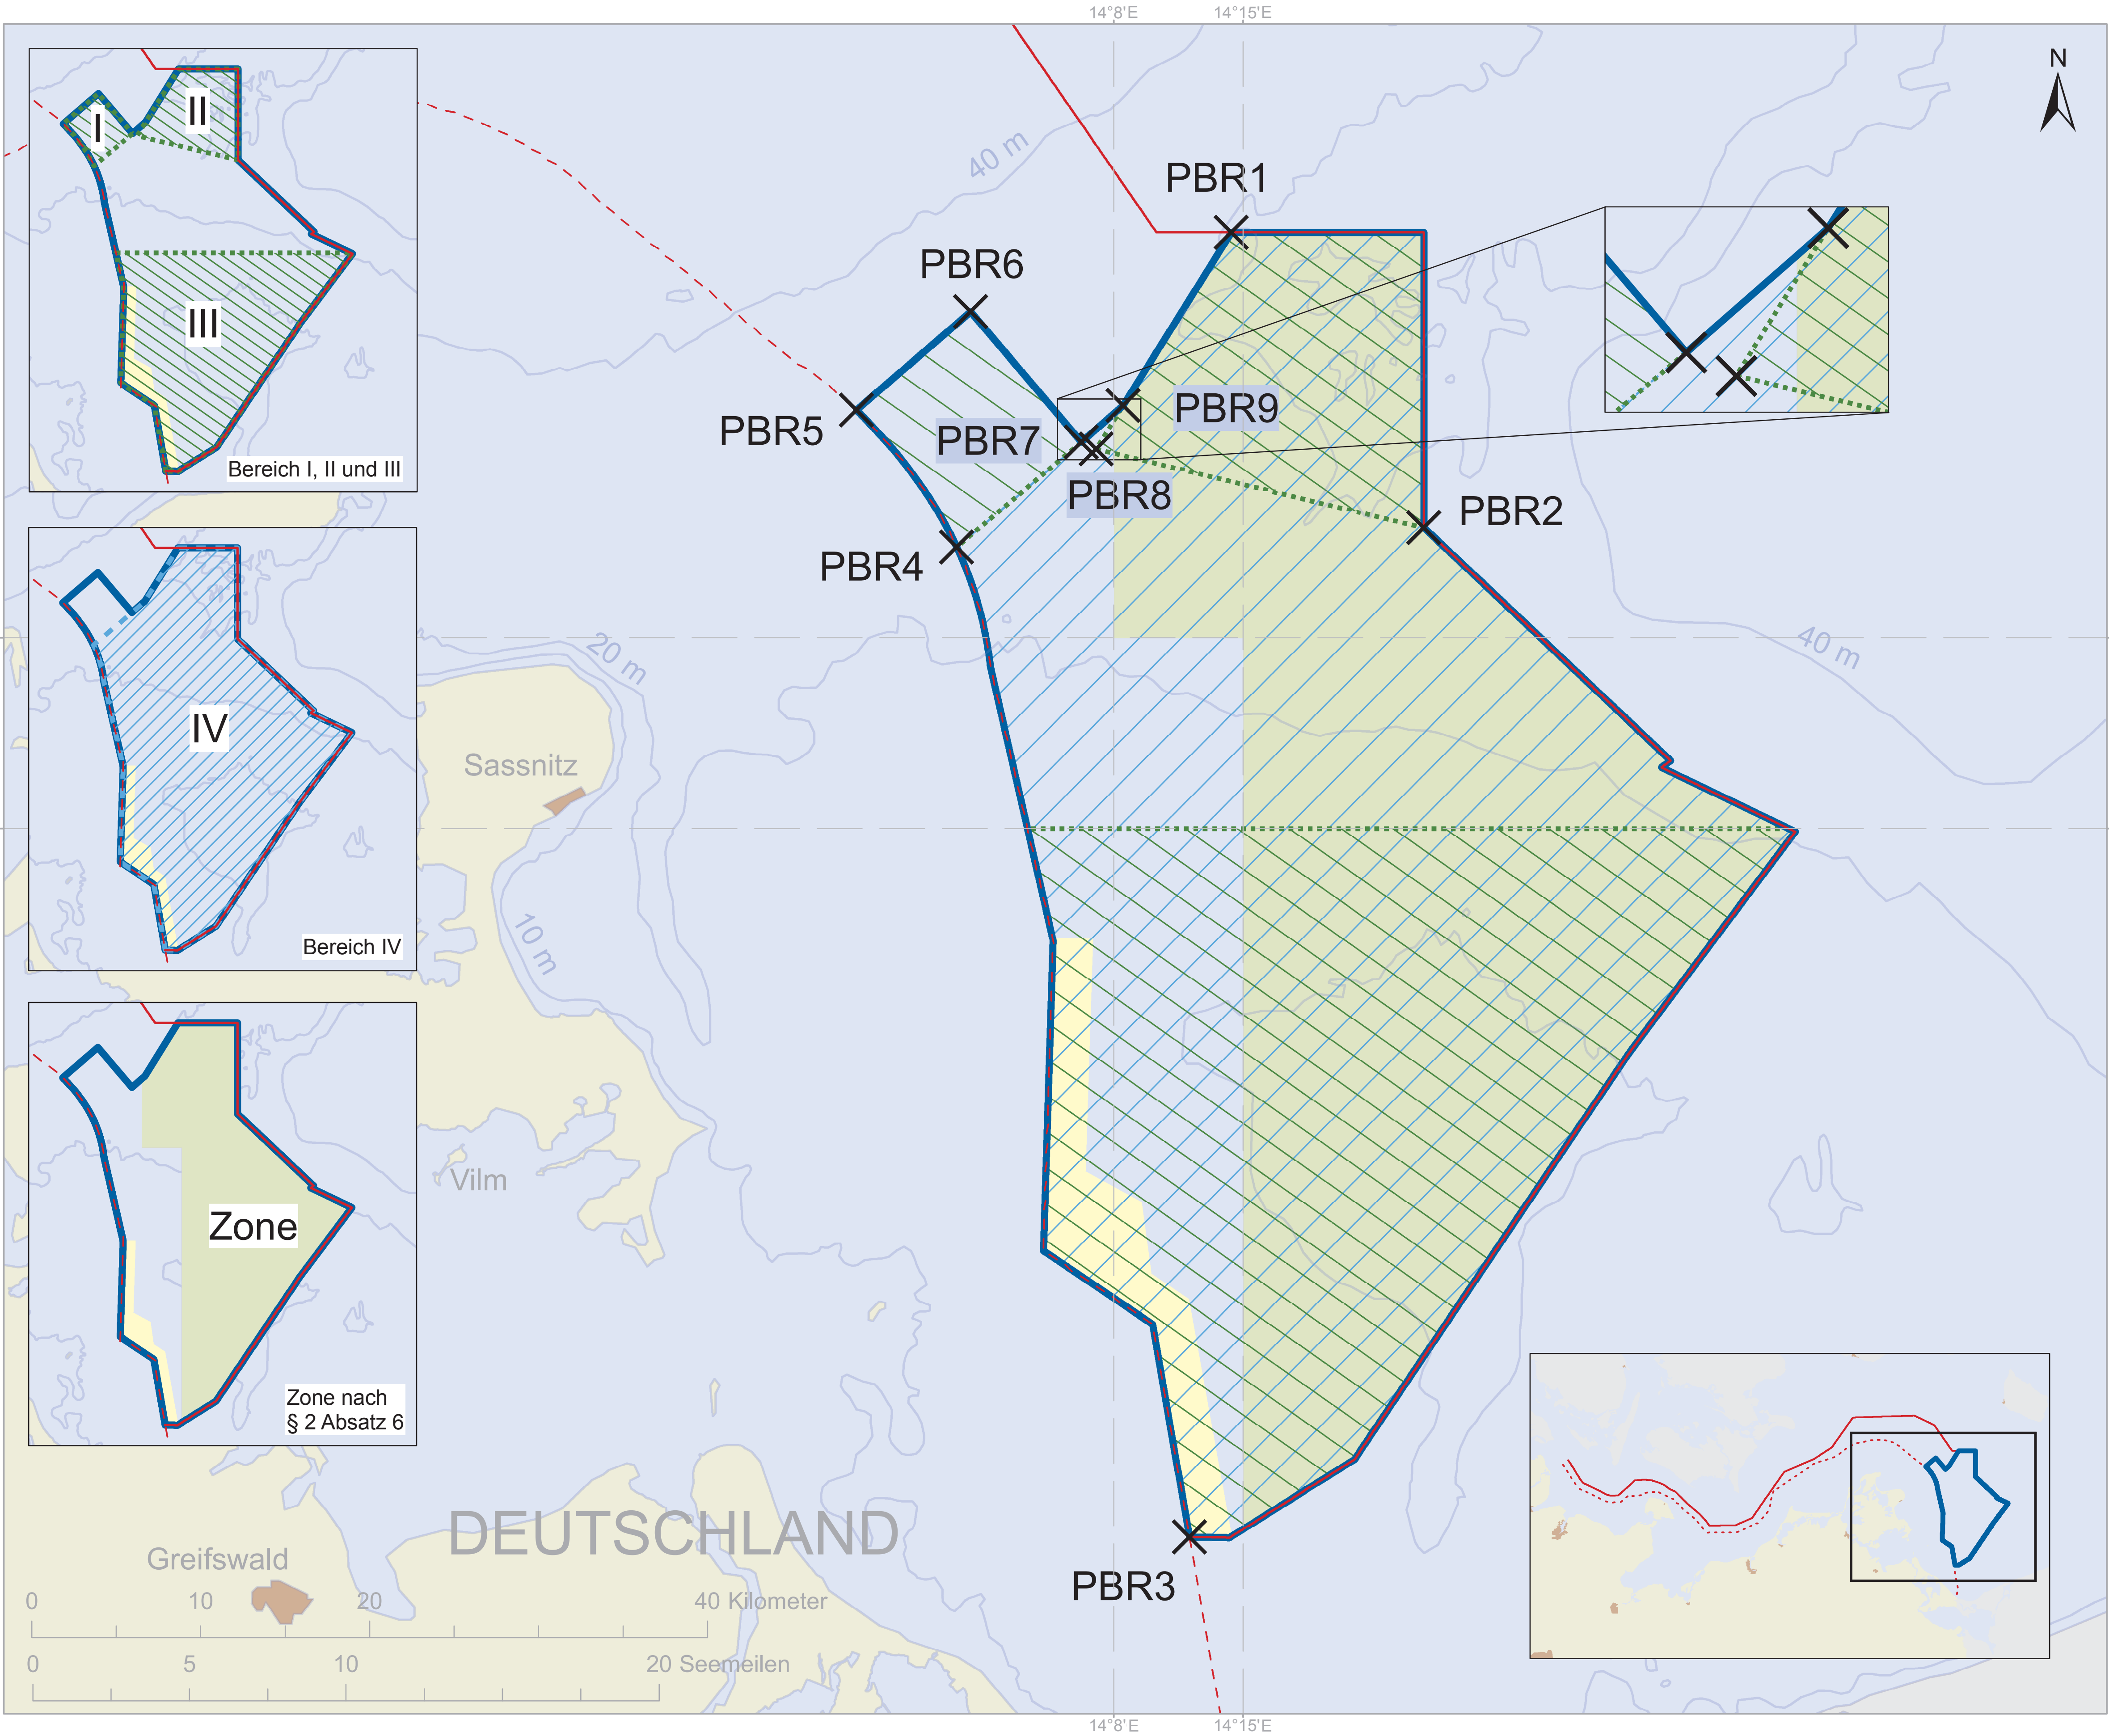 14°8'E
14°15'E
N
I
II
III
Bereich I, II und III
40 m
PBR1
PBR6
PBR5
PBR7
PBR9
PBR8
PBR2
PBR4
20 m
40 m
IV
Bereich IV
Sassnitz
10 m
Zone
Zone nach
§ 2 Absatz 6
Vilm
DEUTSCHLAND
Greifswald
PBR3
0 10 20 40 Kilometer
0 5 10 20 Seemeilen
14°8'E
14°15'E